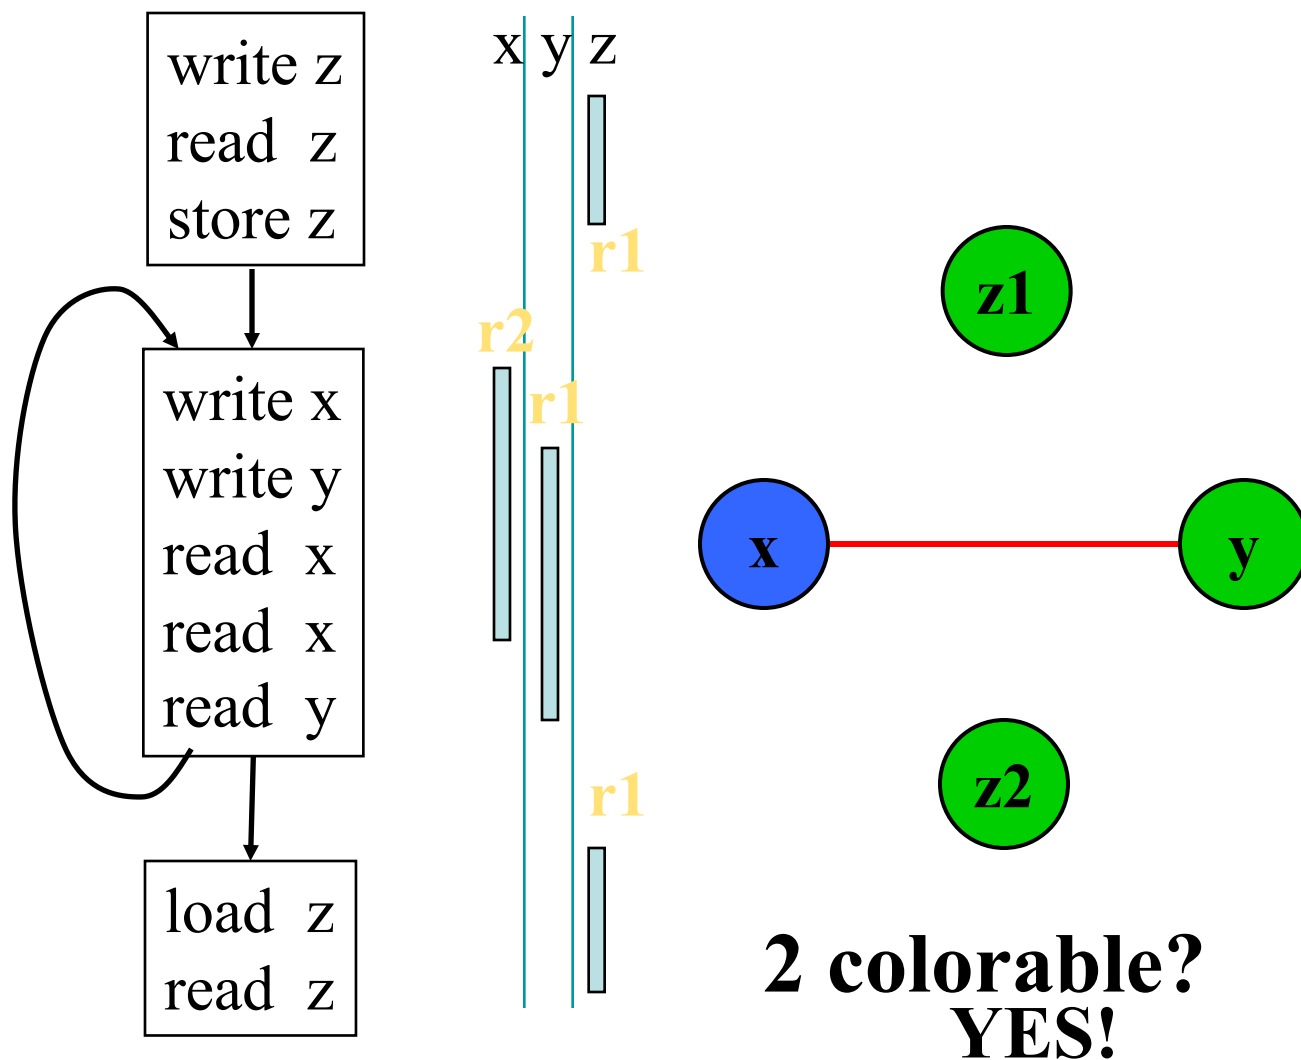 write z
read z
store z
write x
write y
read x
read x
read y
load z
read z
x y z
r1
r2
r1
r1
z1
x
y
z2
2 colorable?
YES!